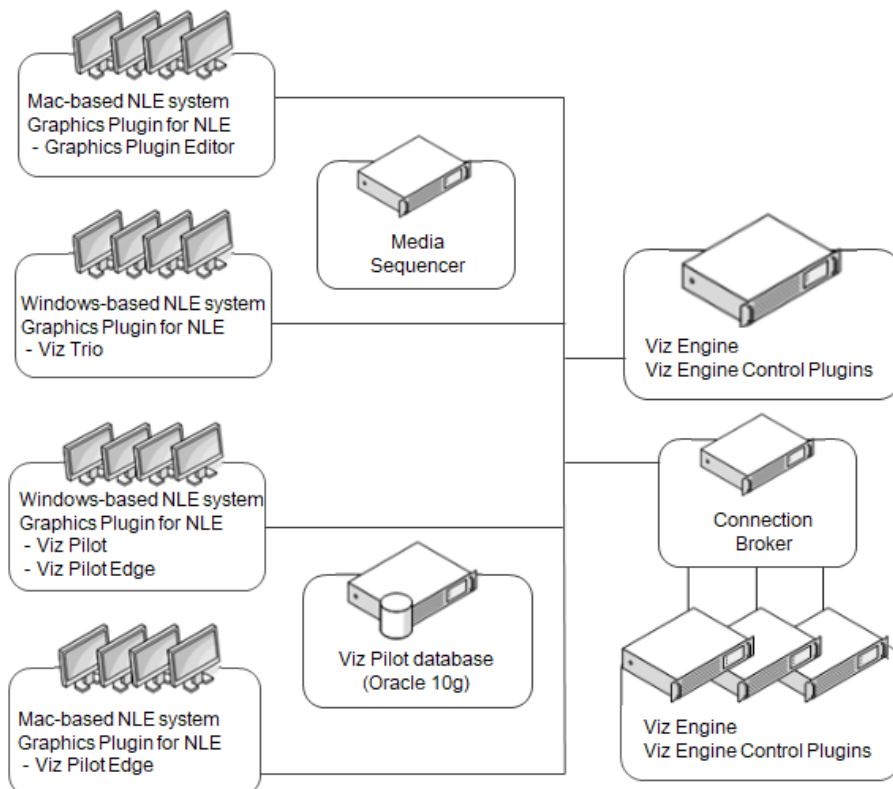 Mac-based NLE system
Graphics Plugin for NLE
- Graphics Plugin Editor
Media
Sequencer
Windows-based NLE system
Graphics Plugin for NLE
- Viz Trio
Viz Engine
Viz Engine Control Plugins
Windows-based NLE system
Graphics Plugin for NLE
- Viz Pilot
- Viz Pilot Edge
Connection
Broker
Viz Pilot database
(Oracle 10g)
Mac-based NLE system
Graphics Plugin for NLE
- Viz Pilot Edge
Viz Engine
Viz Engine Control Plugins